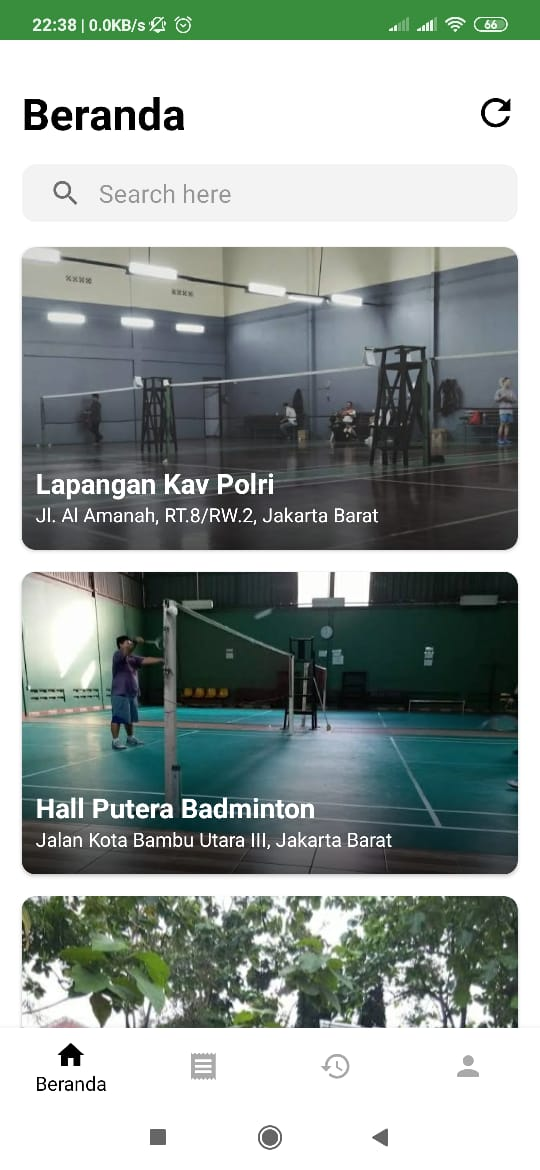 22:38 | 0.0KB/s
66
Beranda
Search here
Lapangan Kav Polri
Jl. Al Amanah, RT.8/RW.2, Jakarta Barat
Hall Putera Badminton
Jalan Kota Bambu Utara III, Jakarta Barat
Beranda